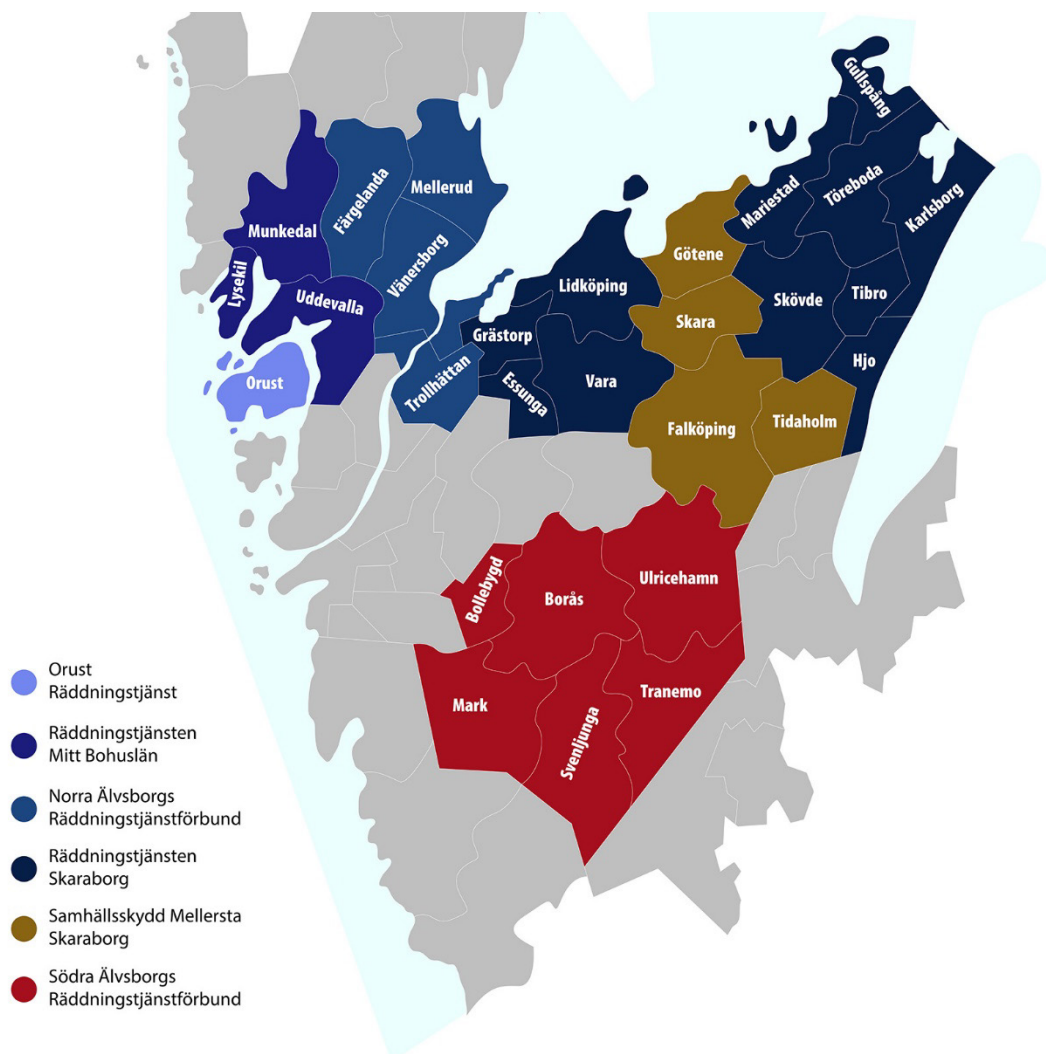 Gullspång
Mariestad
Töreboda
Karlsborg
Färgelanda
Mellerud
Munkedal
Götene
Lysekil
Vänersborg
Lidköping
Skövde
Tibro
Uddevalla
Skara
Grästorp
Hjo
Orust
Trollhättan
Essunga
Vara
Falköping
Tidaholm
Bollebygd
Borås
Ulricehamn
Mark
Svenljunga
Tranemo
Orust
Räddningstjänst
Räddningstjänsten
Mitt Bohuslän
Norra Älvsborgs
Räddningstjänstförbund
Räddningstjänsten
Skaraborg
Samhällsskydd Mellersta
Skaraborg
Södra Älvsborgs
Räddningstjänstförbund